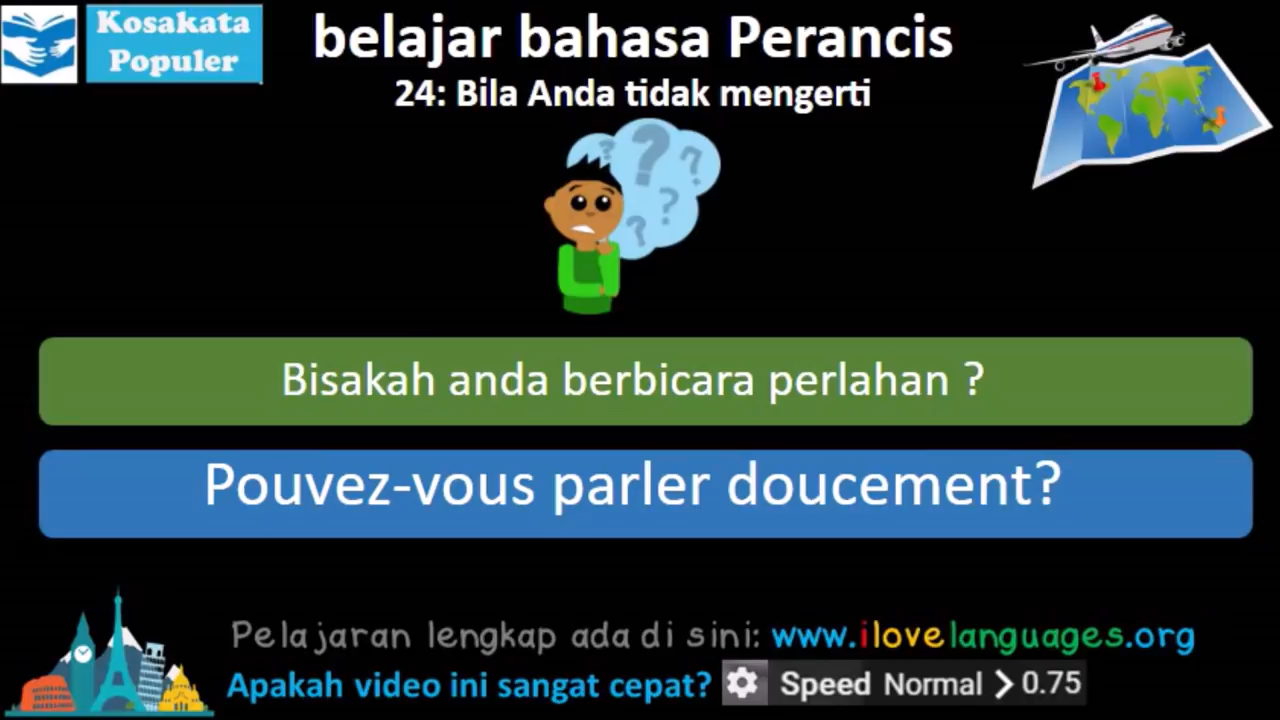 Kosakata
Populer
belajar bahasa Perancis
24: Bila Anda tidak mengerti
? ? ? ? ?
Bisakah anda berbicara perlahan ?
Pouvez-vous parler doucement?
Pelajaran lengkap ada di sini: www.ilovelanguages.org
Apakah video ini sangat cepat? Speed Normal > 0.75